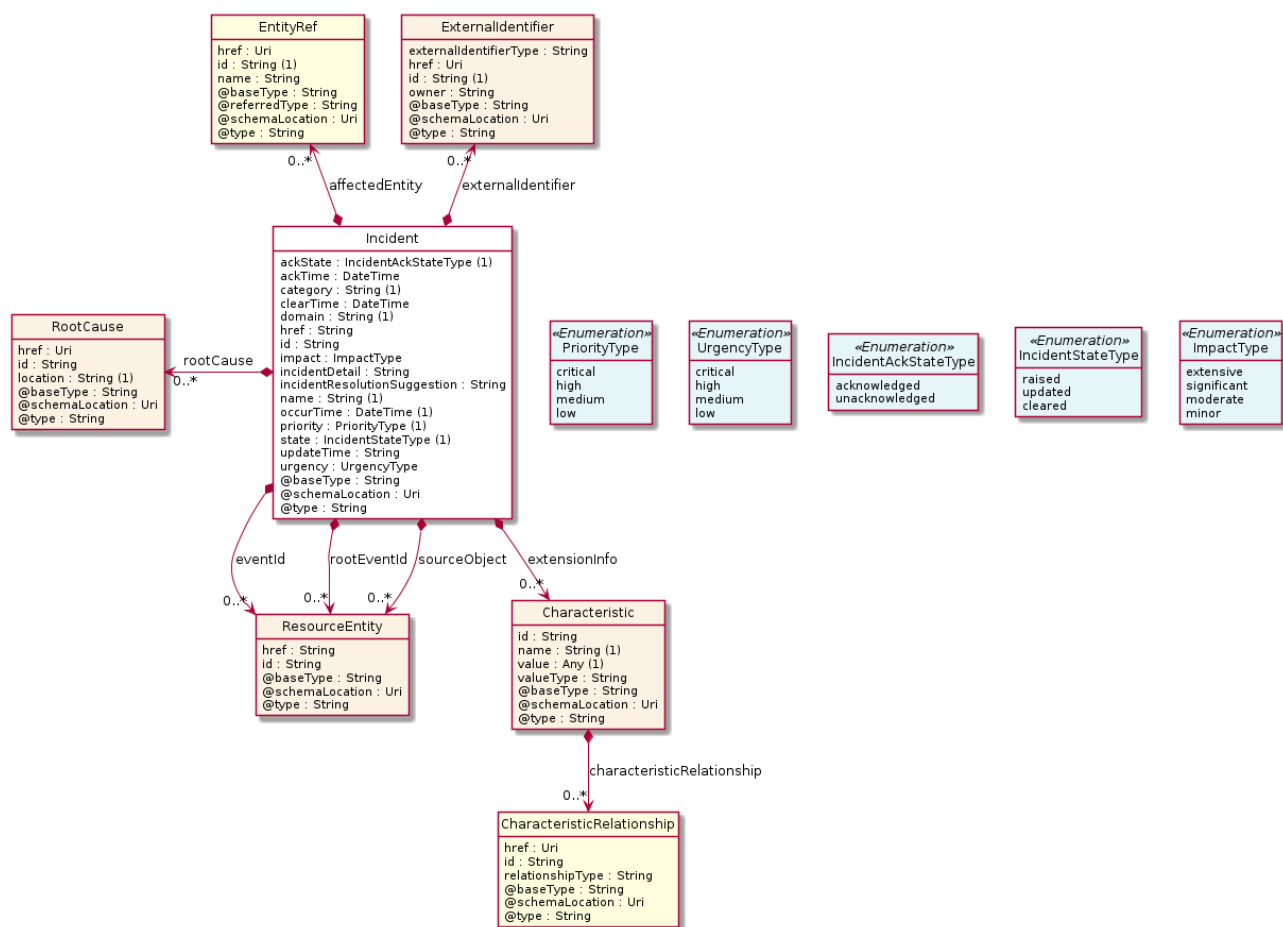 EntityRef
href : Uri
id : String (1)
name : String
@baseType : String
@referredType : String
@schemaLocation : Uri
@type : String
ExternalIdentifier
externalIdentifierType : String
href : Uri
id : String (1)
owner : String
@baseType : String
@schemaLocation : Uri
@type : String
0..*
affectedEntity
0..*
externalIdentifier
Incident
ackState : IncidentAckStateType (1)
ackTime : DateTime
category : String (1)
clearTime : DateTime
domain : String (1)
href : String
id : String
impact : ImpactType
incidentDetail : String
incidentResolutionSuggestion : String
name : String (1)
occurTime : DateTime (1)
priority : PriorityType (1)
state : IncidentStateType (1)
updateTime : String
urgency : UrgencyType
@baseType : String
@schemaLocation : Uri
@type : String
RootCause
href : Uri
id : String
location : String (1)
@baseType : String
@schemaLocation : Uri
@type : String
rootCause
0..*
«Enumeration»
PriorityType
critical
high
medium
low
«Enumeration»
UrgencyType
critical
high
medium
low
«Enumeration»
IncidentAckStateType
acknowledged
unacknowledged
«Enumeration»
IncidentStateType
raised
updated
cleared
«Enumeration»
ImpactType
extensive
significant
moderate
minor
eventId
0..*
rootEventId
0..*
sourceObject
0..*
extensionInfo
0..*
ResourceEntity
href : String
id : String
@baseType : String
@schemaLocation : Uri
@type : String
Characteristic
id : String
name : String (1)
value : Any (1)
valueType : String
@baseType : String
@schemaLocation : Uri
@type : String
characteristicRelationship
0..*
CharacteristicRelationship
href : Uri
id : String
relationshipType : String
@baseType : String
@schemaLocation : Uri
@type : String